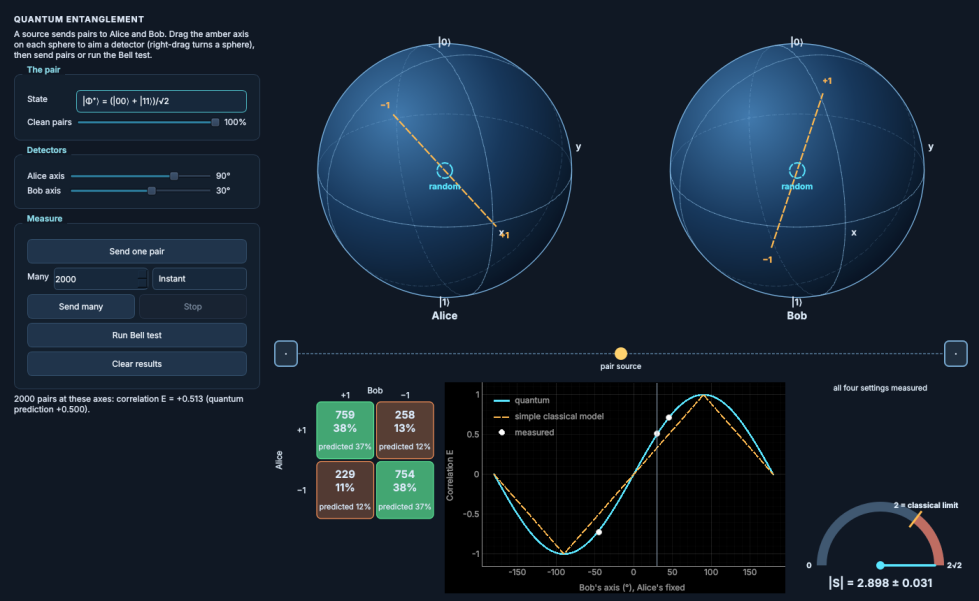 QUANTUM ENTANGLEMENT
A source sends pairs to Alice and Bob. Drag the amber axis
on each sphere to aim a detector (right-drag turns a sphere),
then send pairs or run the Bell test.
The pair
State
|Φ⁺⟩ = (|00⟩ + |11⟩)/√2
Clean pairs
100%
Detectors
Alice axis
90°
Bob axis
30°
Measure
Send one pair
Many
2000
Instant
Send many
Stop
Run Bell test
Clear results
2000 pairs at these axes: correlation E = +0.513 (quantum
prediction +0.500).
|0⟩
−1
y
random
x
+1
|1⟩
Alice
|0⟩
+1
y
random
x
−1
|1⟩
Bob
pair source
Bob
+1
−1
Alice
+1
759
38%
predicted 37%
258
13%
predicted 12%
−1
229
11%
predicted 12%
754
38%
predicted 37%
quantum
simple classical model
measured
Correlation E
1
0.5
0
-0.5
-1
-150
-100
-50
0
50
100
150
Bob's axis (°), Alice's fixed
all four settings measured
2 = classical limit
0
2√2
|S| = 2.898 ± 0.031